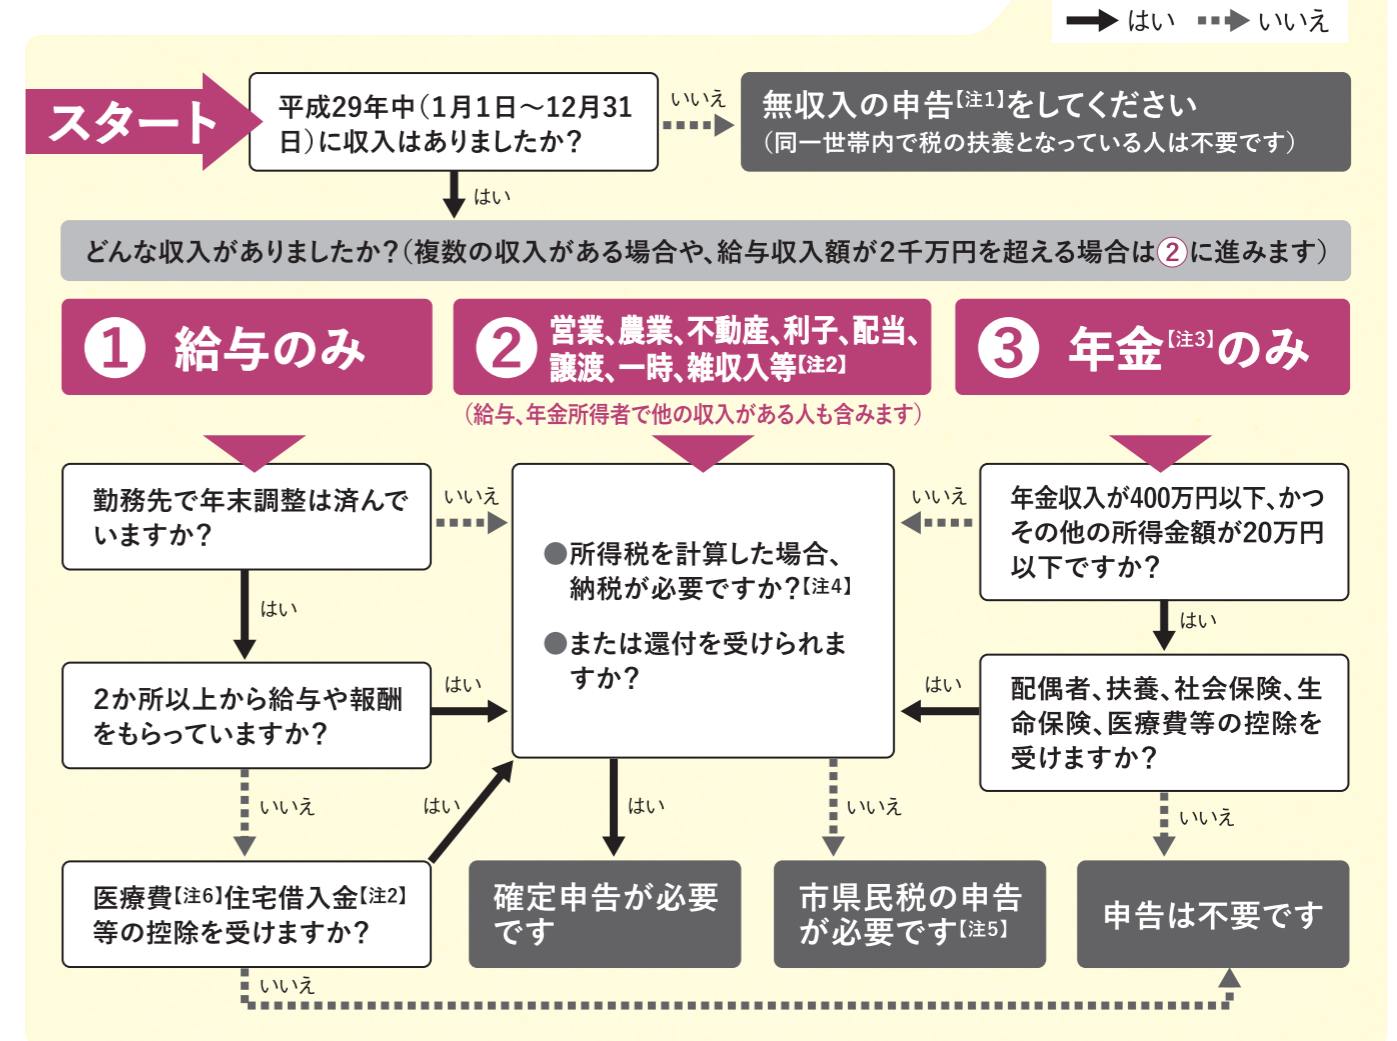 はい いいえ
スタート
平成29年中(1月1日〜12月31
日)に収入はありましたか?
いいえ
無収入の申告【注1】をしてください
(同一世帯内で税の扶養となっている人は不要です)
はい
どんな収入がありましたか?(複数の収入がある場合や、給与収入額が2千万円を超える場合は②に進みます)
❶ 給与のみ
❷ 営業、農業、不動産、利子、配当、
譲渡、一時、雑収入等【注2】
(給与、年金所得者で他の収入がある人も含みます)
❸ 年金【注3】のみ
勤務先で年末調整は済んで
いますか?
いいえ
はい
2か所以上から給与や報酬
をもらっていますか?
はい
いいえ
医療費【注6】住宅借入金【注2】
等の控除を受けますか?
はい
いいえ
●所得税を計算した場合、
納税が必要ですか?【注4】
●または還付を受けられま
すか?
はい
いいえ
いいえ
年金収入が400万円以下、かつ
その他の所得金額が20万円
以下ですか?
はい
はい
配偶者、扶養、社会保険、生
命保険、医療費等の控除を
受けますか?
いいえ
確定申告が必要
です
市県民税の申告
が必要です【注5】
申告は不要です